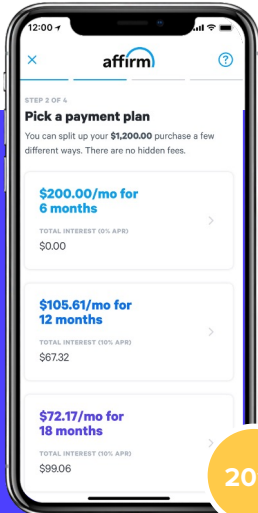 12:00
affirm
?
STEP 2 OF 4
Pick a payment plan
You can split up your $1,200.00 purchase a few
different ways. There are no hidden fees.
$200.00/mo for
6 months
TOTAL INTEREST (0% APR)
$0.00
$105.61/mo for
12 months
TOTAL INTEREST (10% APR)
$67.32
$72.17/mo for
18 months
TOTAL INTEREST (10% APR)
$99.06
20